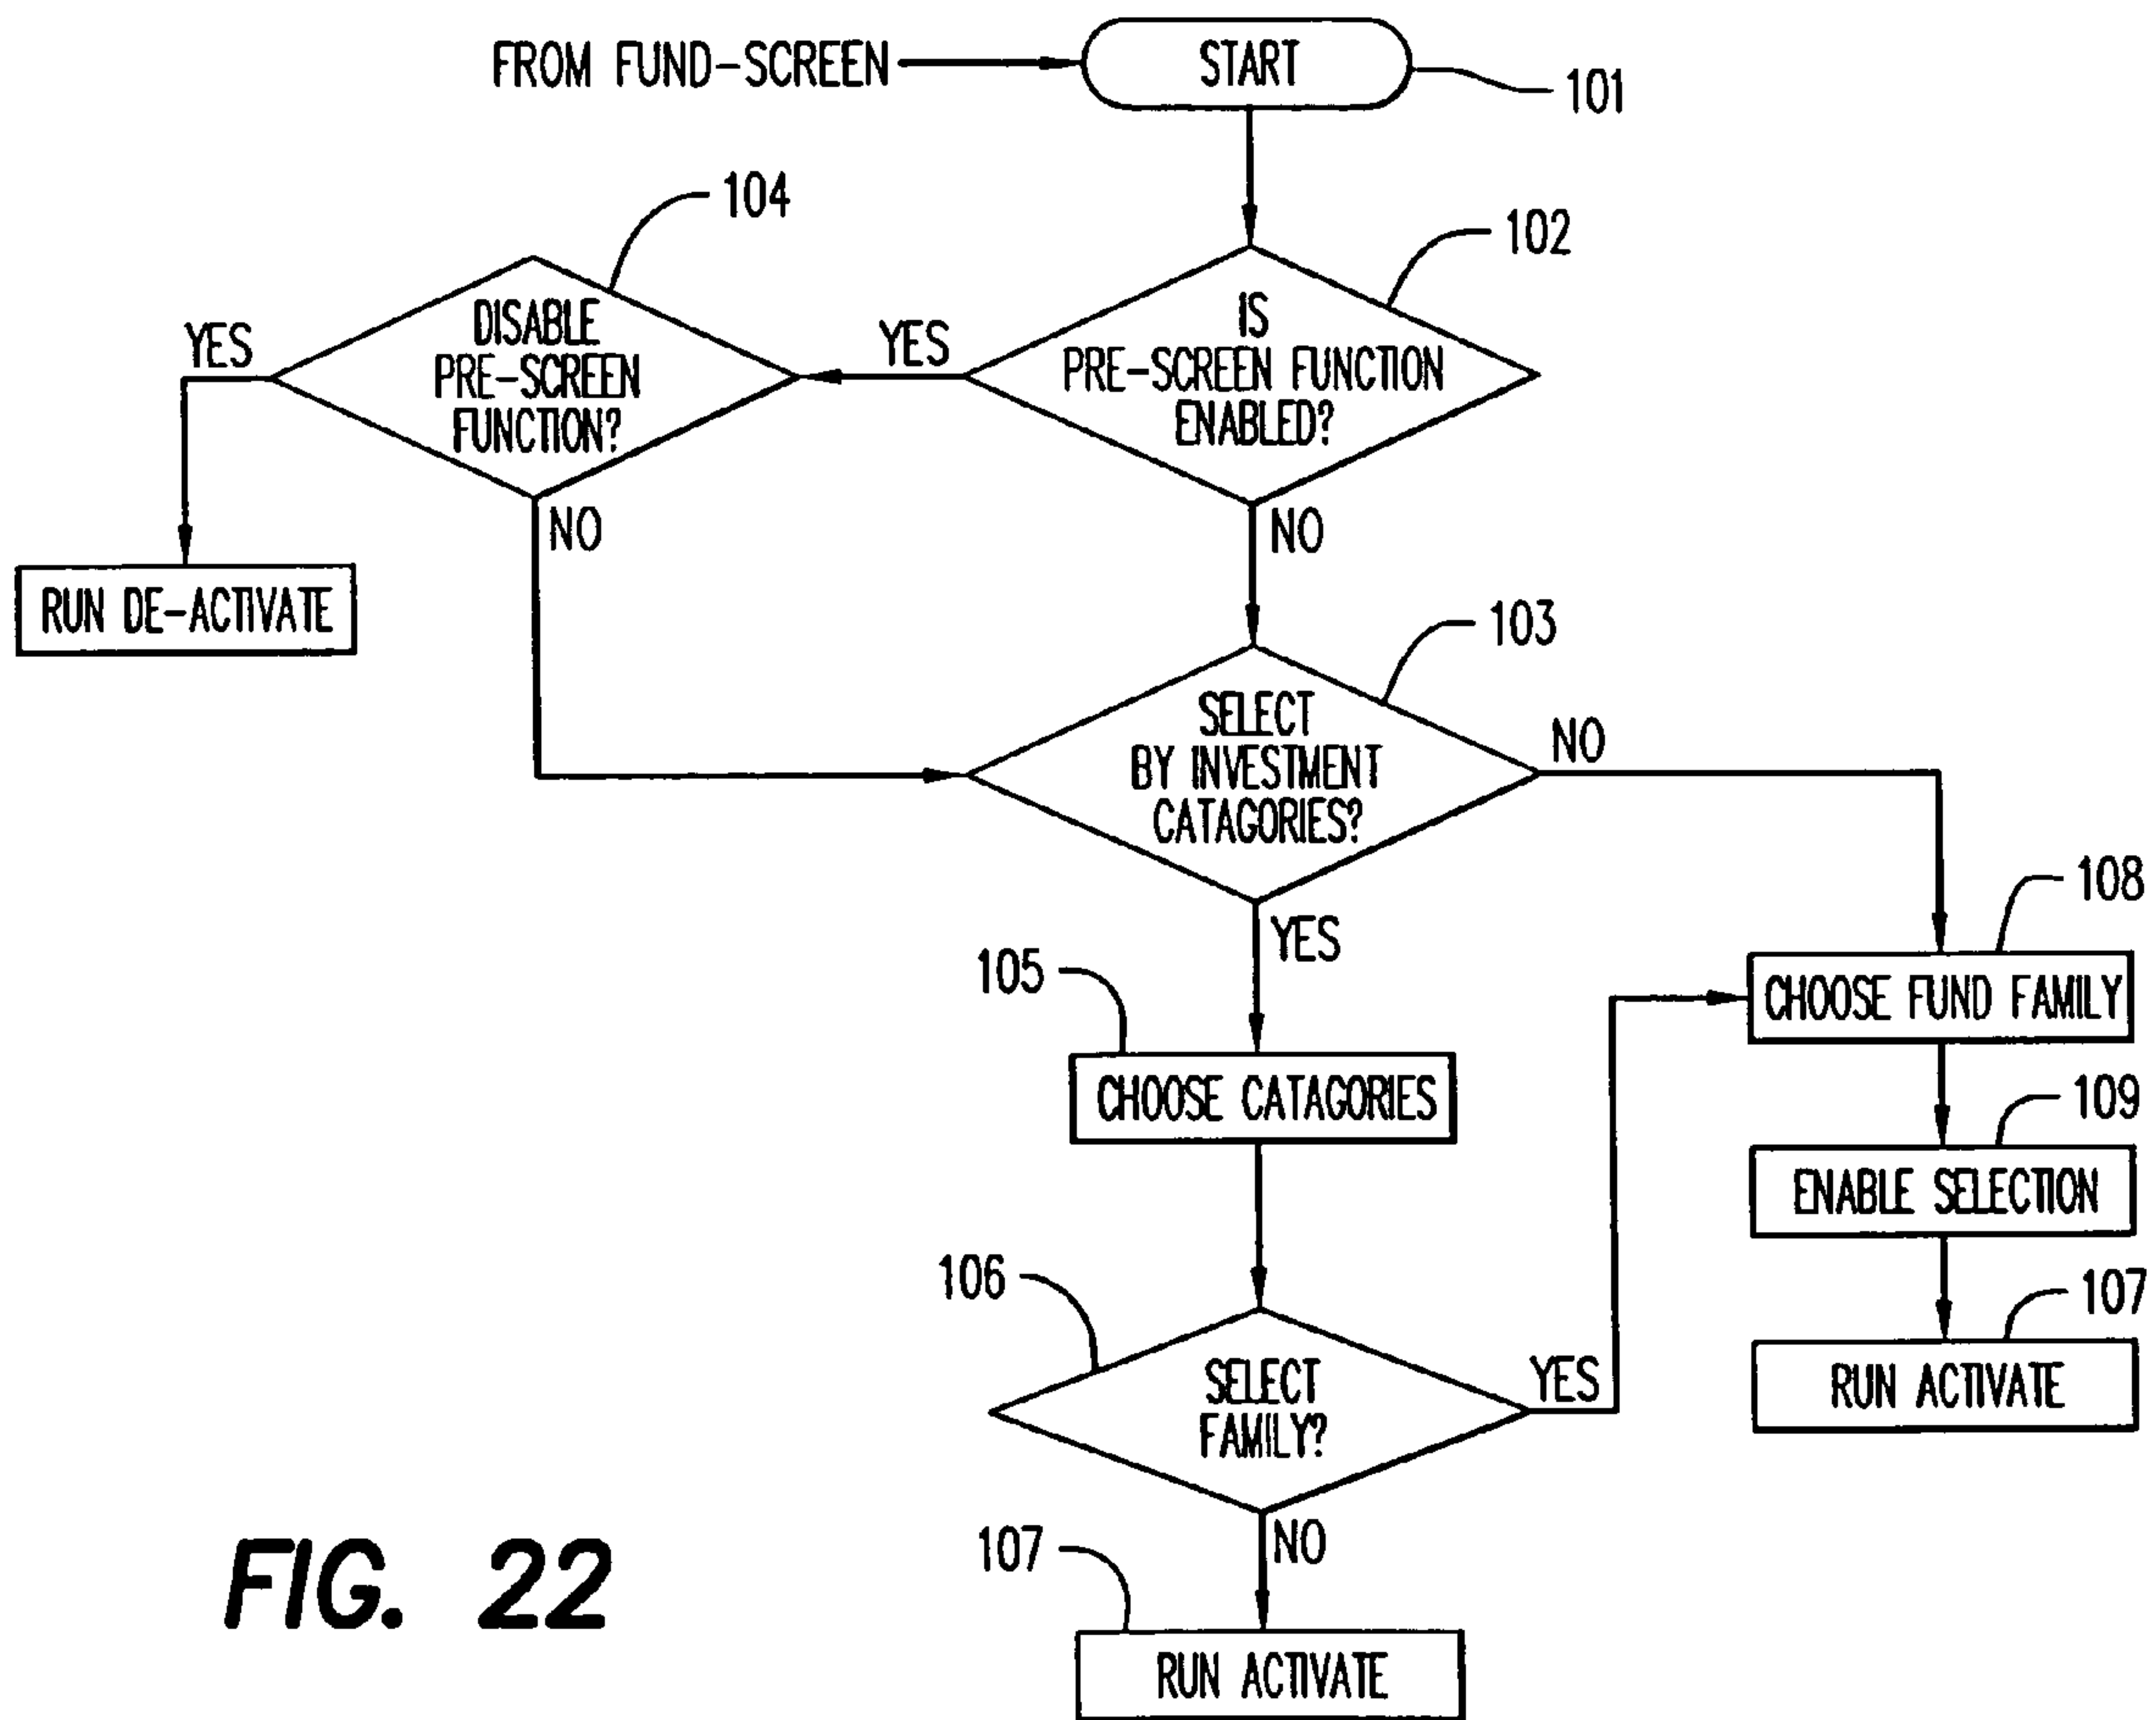 FROM FUND-SCREEN
START
101
104
102
DISABLE
PRE-SCREEN
FUNCTION?
YES
YES
IS
PRE-SCREEN FUNCTION
ENABLED?
NO
NO
RUN DE-ACTIVATE
103
SELECT
BY INVESTMENT
CATAGORIES?
NO
YES
108
105
CHOOSE FUND FAMILY
CHOOSE CATAGORIES
109
ENABLE SELECTION
106
107
SELECT
FAMILY?
YES
RUN ACTIVATE
NO
107
RUN ACTIVATE
FIG. 22